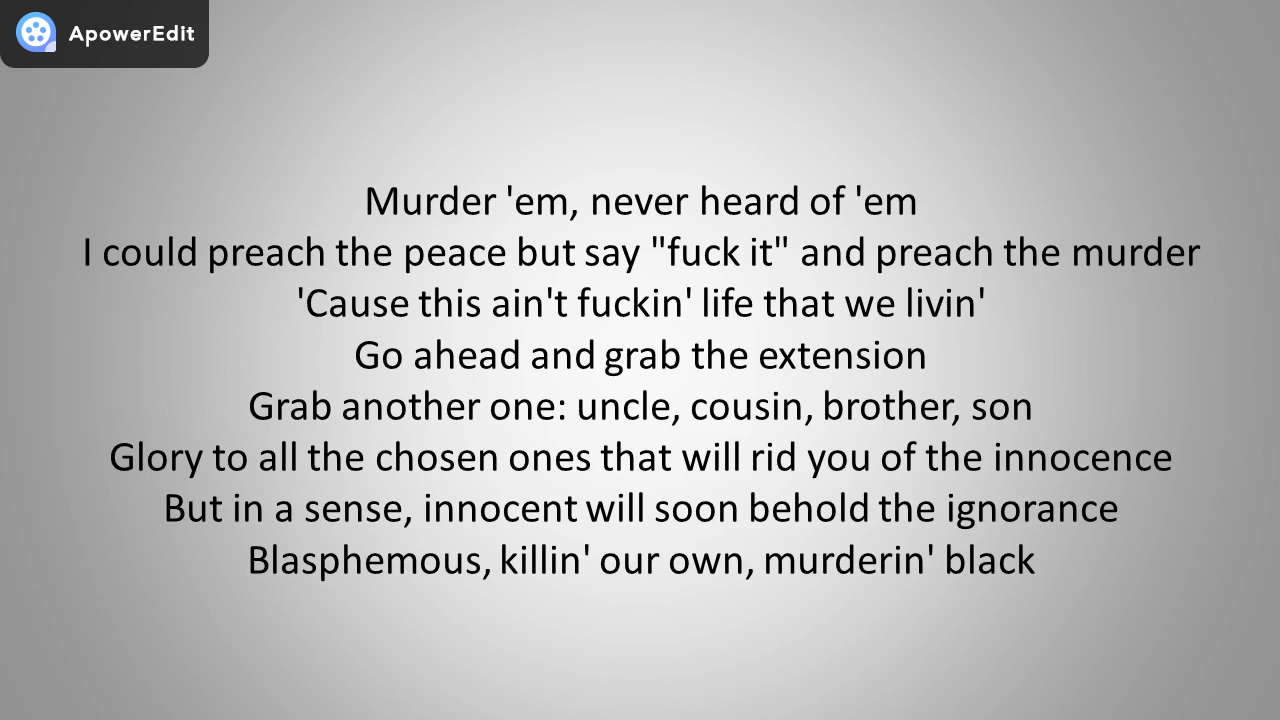 ApowerEdit
Murder 'em, never heard of 'em
I could preach the peace but say "fuck it" and preach the murder
'Cause this ain't fuckin' life that we livin'
Go ahead and grab the extension
Grab another one: uncle, cousin, brother, son
Glory to all the chosen ones that will rid you of the innocence
But in a sense, innocent will soon behold the ignorance
Blasphemous, killin' our own, murderin' black